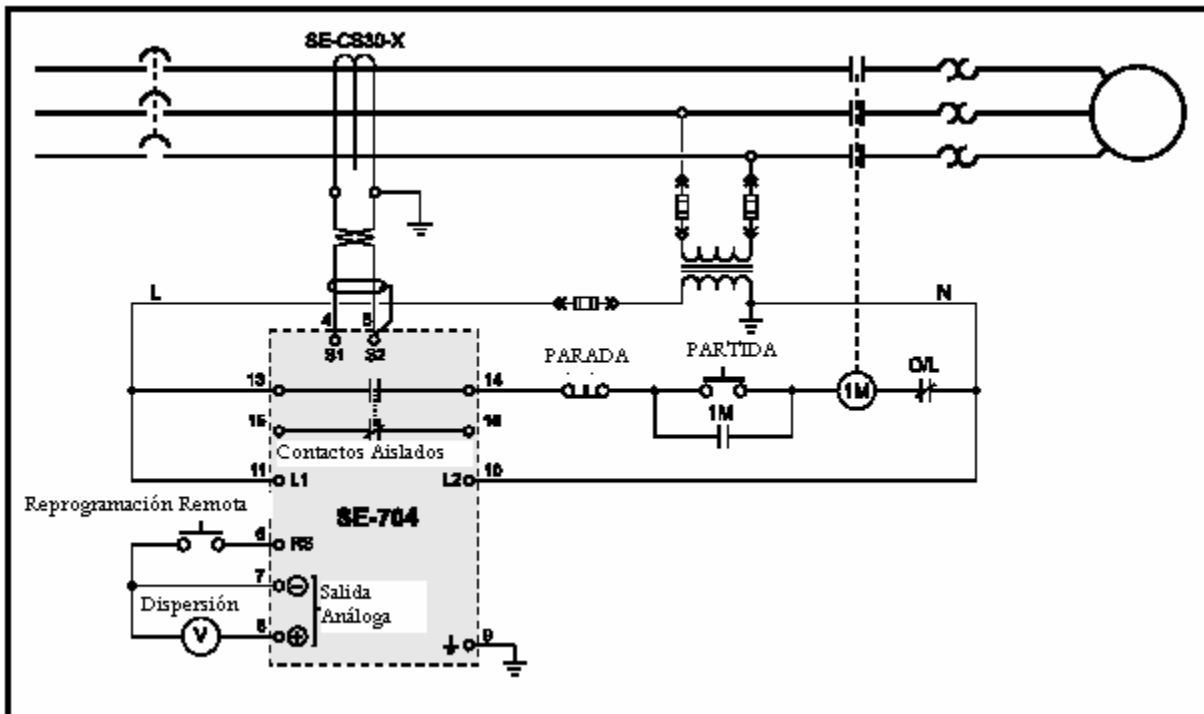 SE-CS30-X
L
N
4
5
S1
S2
PARADA
PARTIDA
O/L
13
14
1M
1M
15
16
Contactos Aislados
11
L1
L2
10
Reprogramación Remota
SE-704
6
RS
7
Salida
Análoga
Dispersión
V
8
9